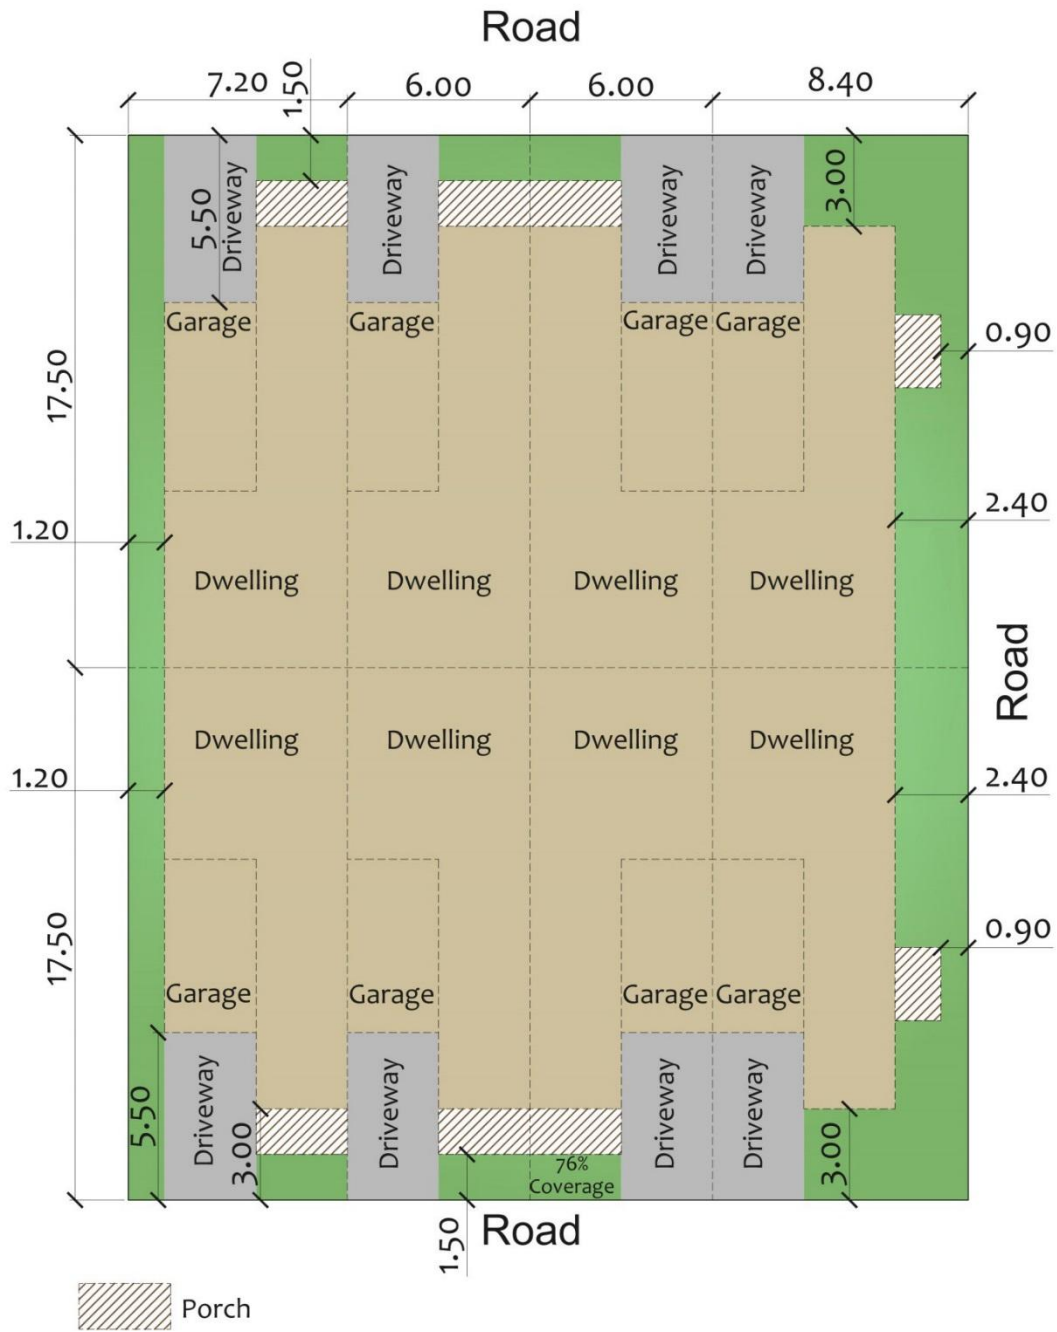 Road
7.20
1.50
6.00
6.00
8.40
5.50
Driveway
Driveway
Driveway
Driveway
3.00
Garage
Garage
Garage
Garage
0.90
17.50
2.40
1.20
Dwelling
Dwelling
Dwelling
Dwelling
Road
Dwelling
Dwelling
Dwelling
Dwelling
1.20
2.40
17.50
0.90
Garage
Garage
Garage
Garage
5.50
Driveway
3.00
Driveway
Driveway
Driveway
3.00
76%
Coverage
1.50
Road
Porch